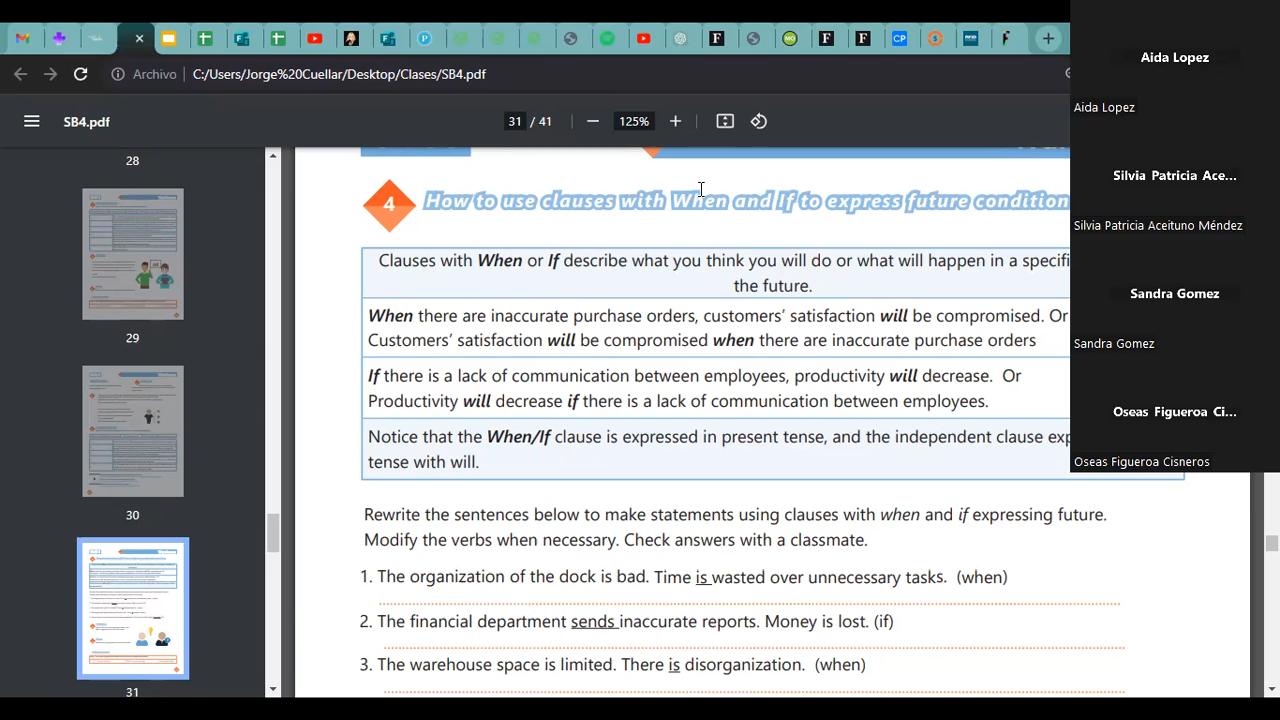 Archivo C:/Users/Jorge%20Cuellar/Desktop/Clases/SB4.pdf
SB4.pdf
31 / 41
125%
28
29
30
31
4
How to use clauses with When and If to express future condition
Clauses with When or If describe what you think you will do or what will happen in a specifi
the future.
When there are inaccurate purchase orders, customers' satisfaction will be compromised. Or
Customers' satisfaction will be compromised when there are inaccurate purchase orders
If there is a lack of communication between employees, productivity will decrease. Or
Productivity will decrease if there is a lack of communication between employees.
Notice that the When/If clause is expressed in present tense, and the independent clause exp
tense with will.
Rewrite the sentences below to make statements using clauses with when and if expressing future.
Modify the verbs when necessary. Check answers with a classmate.
1. The organization of the dock is bad. Time is wasted over unnecessary tasks. (when)
2. The financial department sends inaccurate reports. Money is lost. (if)
3. The warehouse space is limited. There is disorganization. (when)
Aida Lopez
Aida Lopez
Silvia Patricia Ace...
Silvia Patricia Aceituno Méndez
Sandra Gomez
Sandra Gomez
Oseas Figueroa Ci...
Oseas Figueroa Cisneros